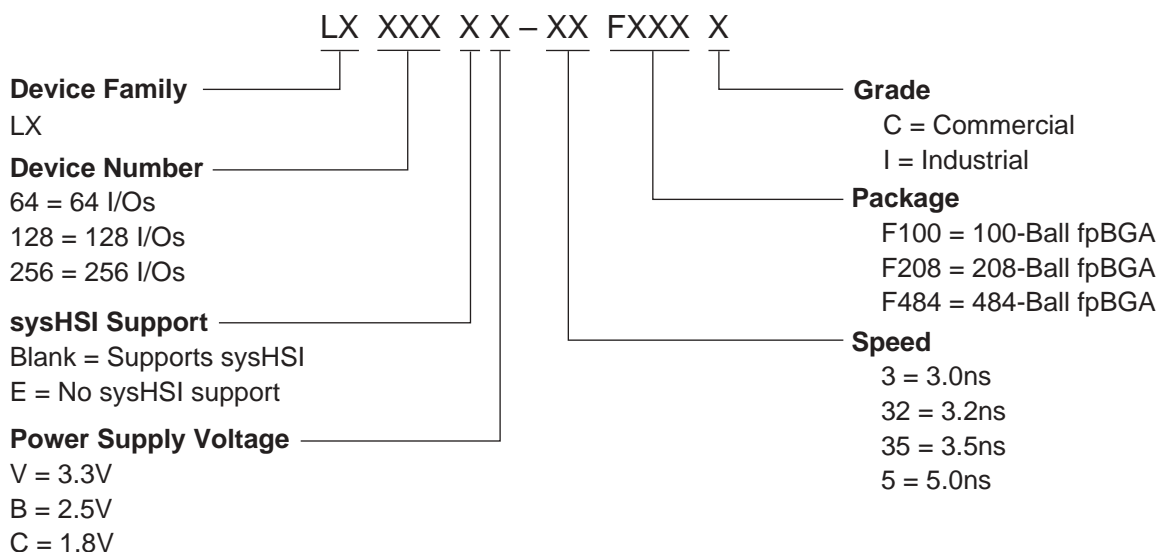 LX XXX X X – XX FXXX X
Device Family
LX
Device Number
64 = 64 I/Os
128 = 128 I/Os
256 = 256 I/Os
sysHSI Support
Blank = Supports sysHSI
E = No sysHSI support
Power Supply Voltage
V = 3.3V
B = 2.5V
C = 1.8V
Grade
C = Commercial
I = Industrial
Package
F100 = 100-Ball fpBGA
F208 = 208-Ball fpBGA
F484 = 484-Ball fpBGA
Speed
3 = 3.0ns
32 = 3.2ns
35 = 3.5ns
5 = 5.0ns